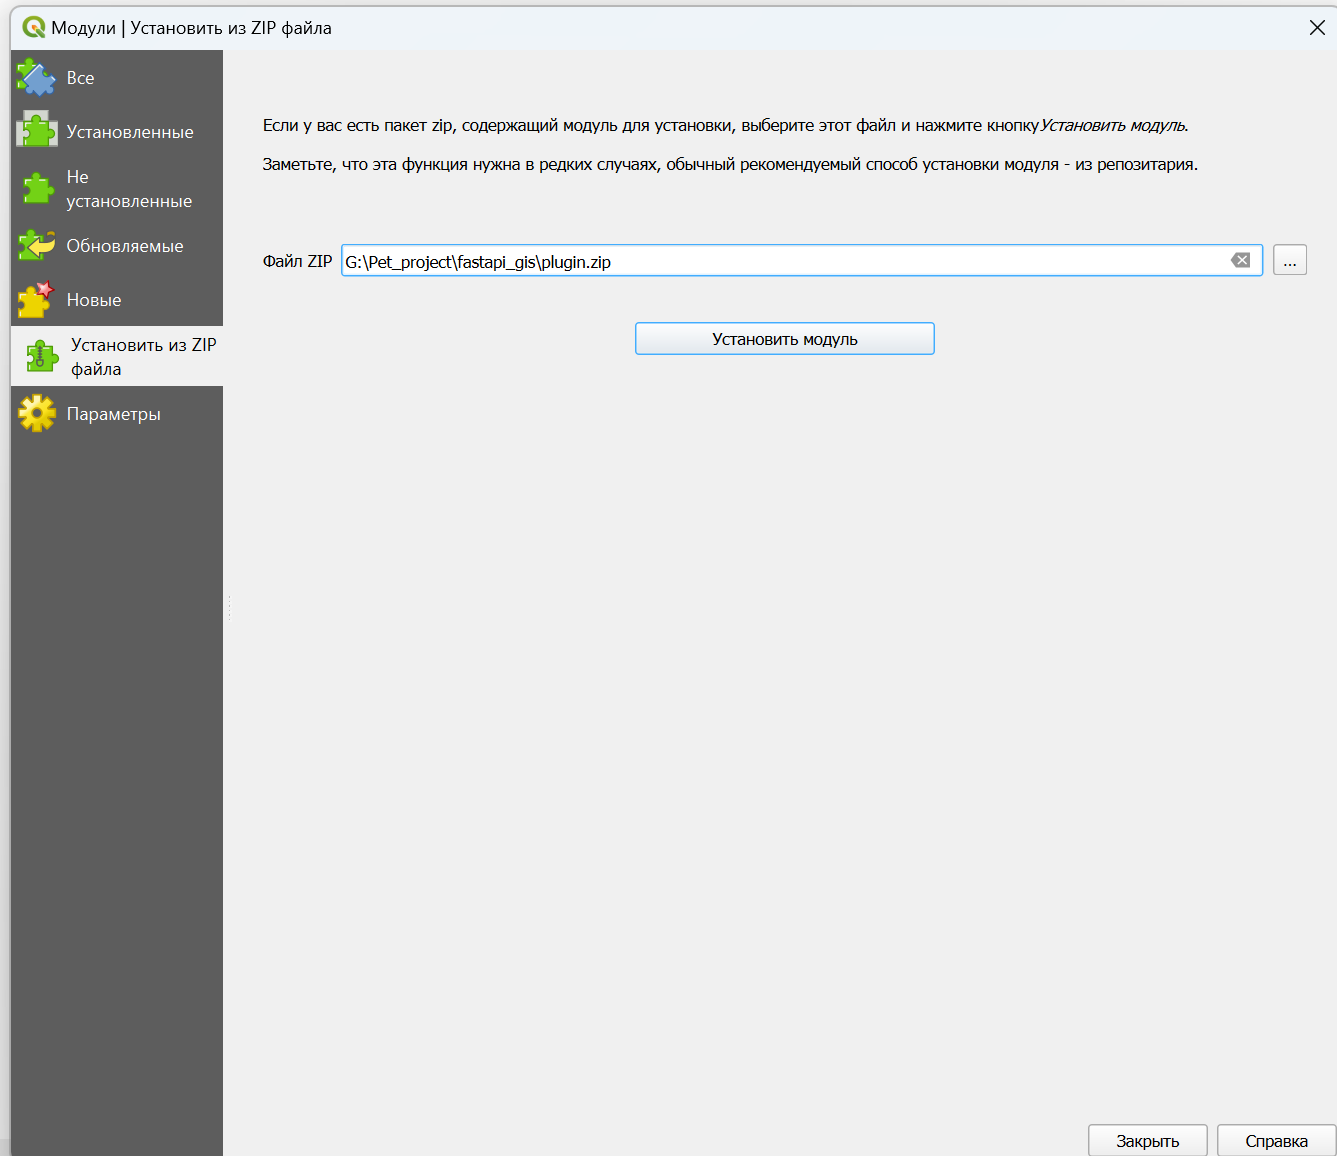 Модули | Установить из ZIP файла
Все
Установленные
Не
установленные
Обновляемые
Новые
Установить из ZIP
файла
Параметры
Если у вас есть пакет zip, содержащий модуль для установки, выберите этот файл и нажмите кнопкуУстановить модуль.
Заметьте, что эта функция нужна в редких случаях, обычный рекомендуемый способ установки модуля - из репозитария.
Файл ZIP G:\Pet_project\fastapi_gis\plugin.zip ...
Установить модуль
Закрыть Справка